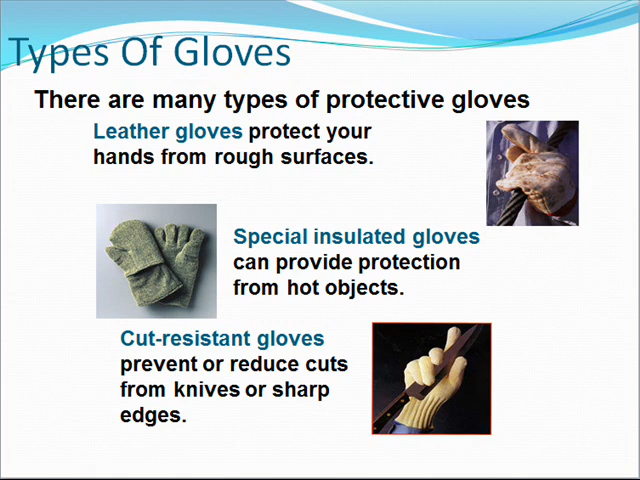 Types Of Gloves
There are many types of protective gloves
Leather gloves protect your
hands from rough surfaces.
Special insulated gloves
can provide protection
from hot objects.
Cut-resistant gloves
prevent or reduce cuts
from knives or sharp
edges.